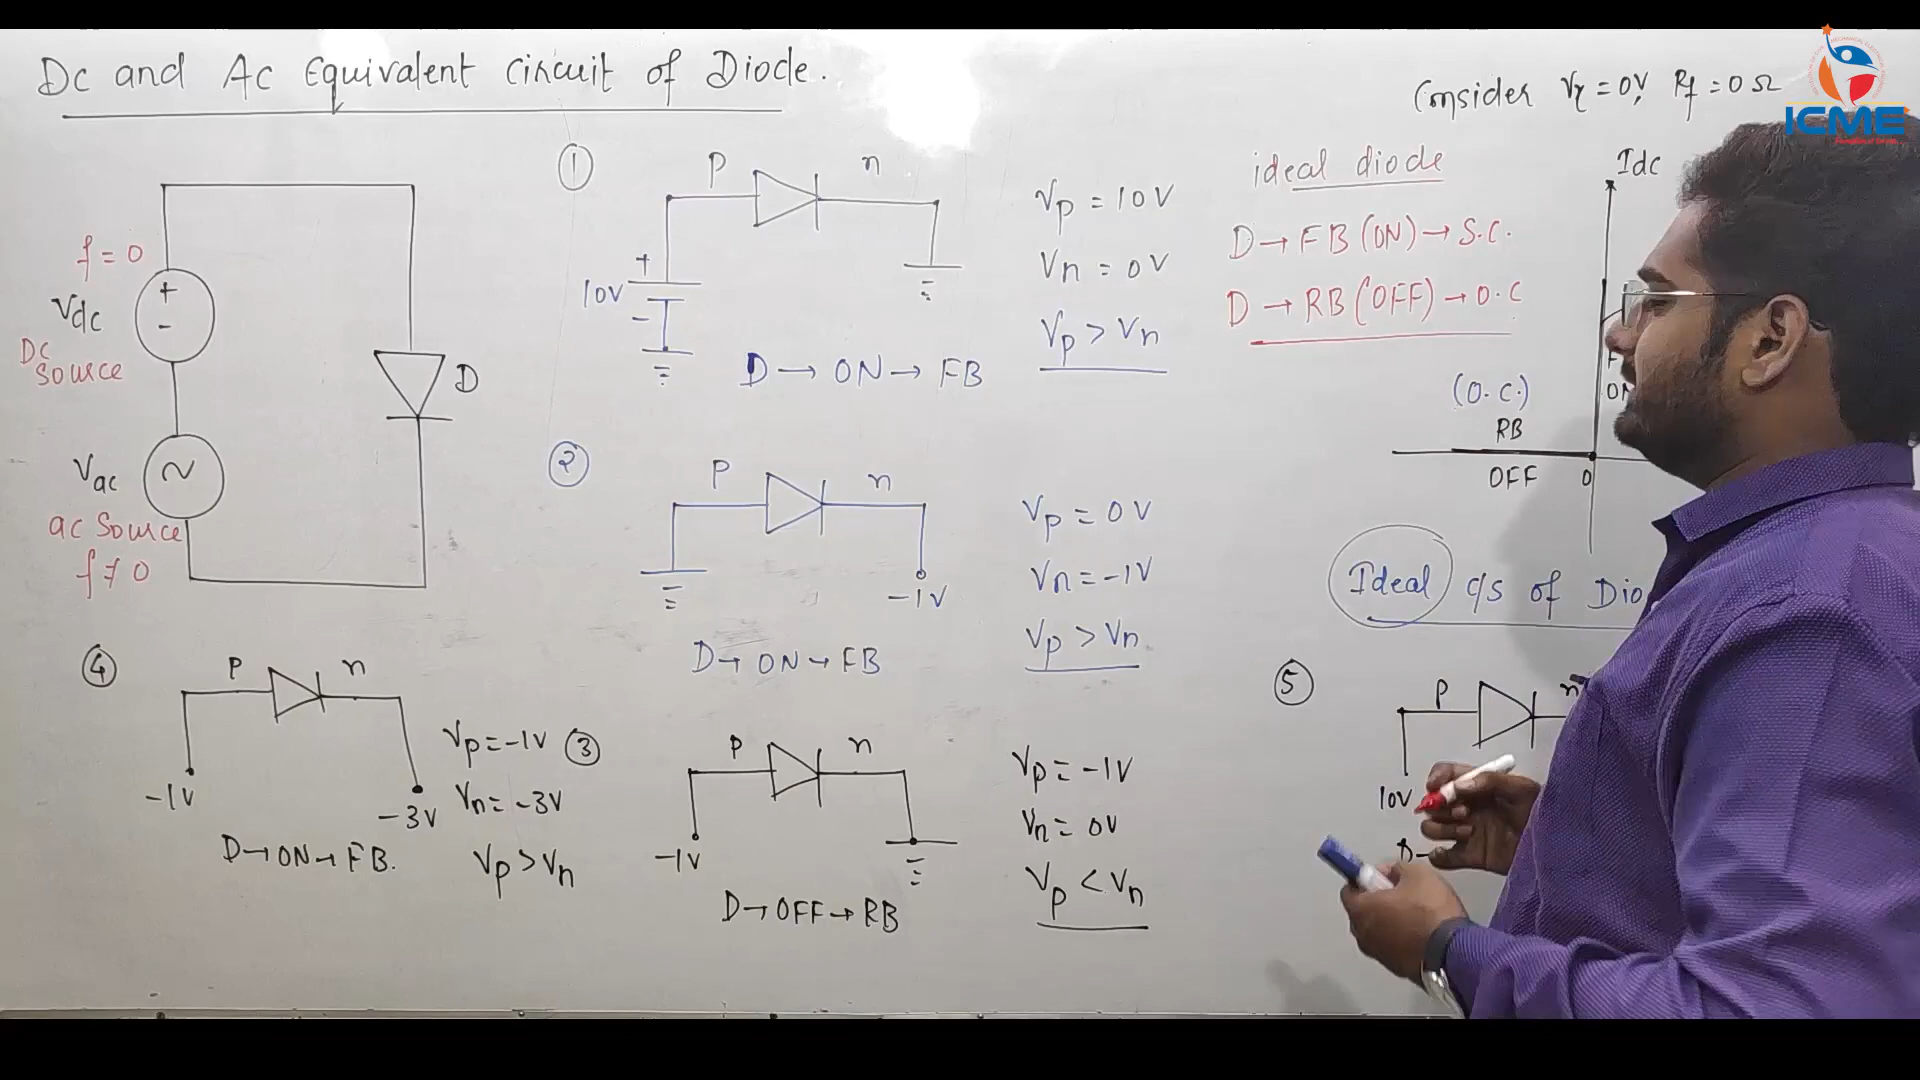 Dc and Ac Equivalent Circuit of Diode.
Consider Vr = 0V, Rf = 0 Ω
ICME
f = 0
Vdc
+
-
DC
Source
Vac
~
ac Source
f ≠ 0
D
①
P
n
+
10V
-
D → ON → FB
Vp = 10V
Vn = 0V
Vp > Vn
②
P
n
-1V
D → ON → FB
Vp = 0V
Vn = -1V
Vp > Vn
③
P
n
-1V
D → OFF → RB
Vp = -1V
Vn = 0V
Vp < Vn
④
P
n
-1V
-3V
D → ON → FB.
Vp = -1V
Vn = -3V
Vp > Vn
ideal diode
D → FB (ON) → S.C.
D → RB (OFF) → O.C
Idc
(O.C.)
RB
OFF
0
F
ON
Ideal c/s of Dio
⑤
P
n
10V
D-